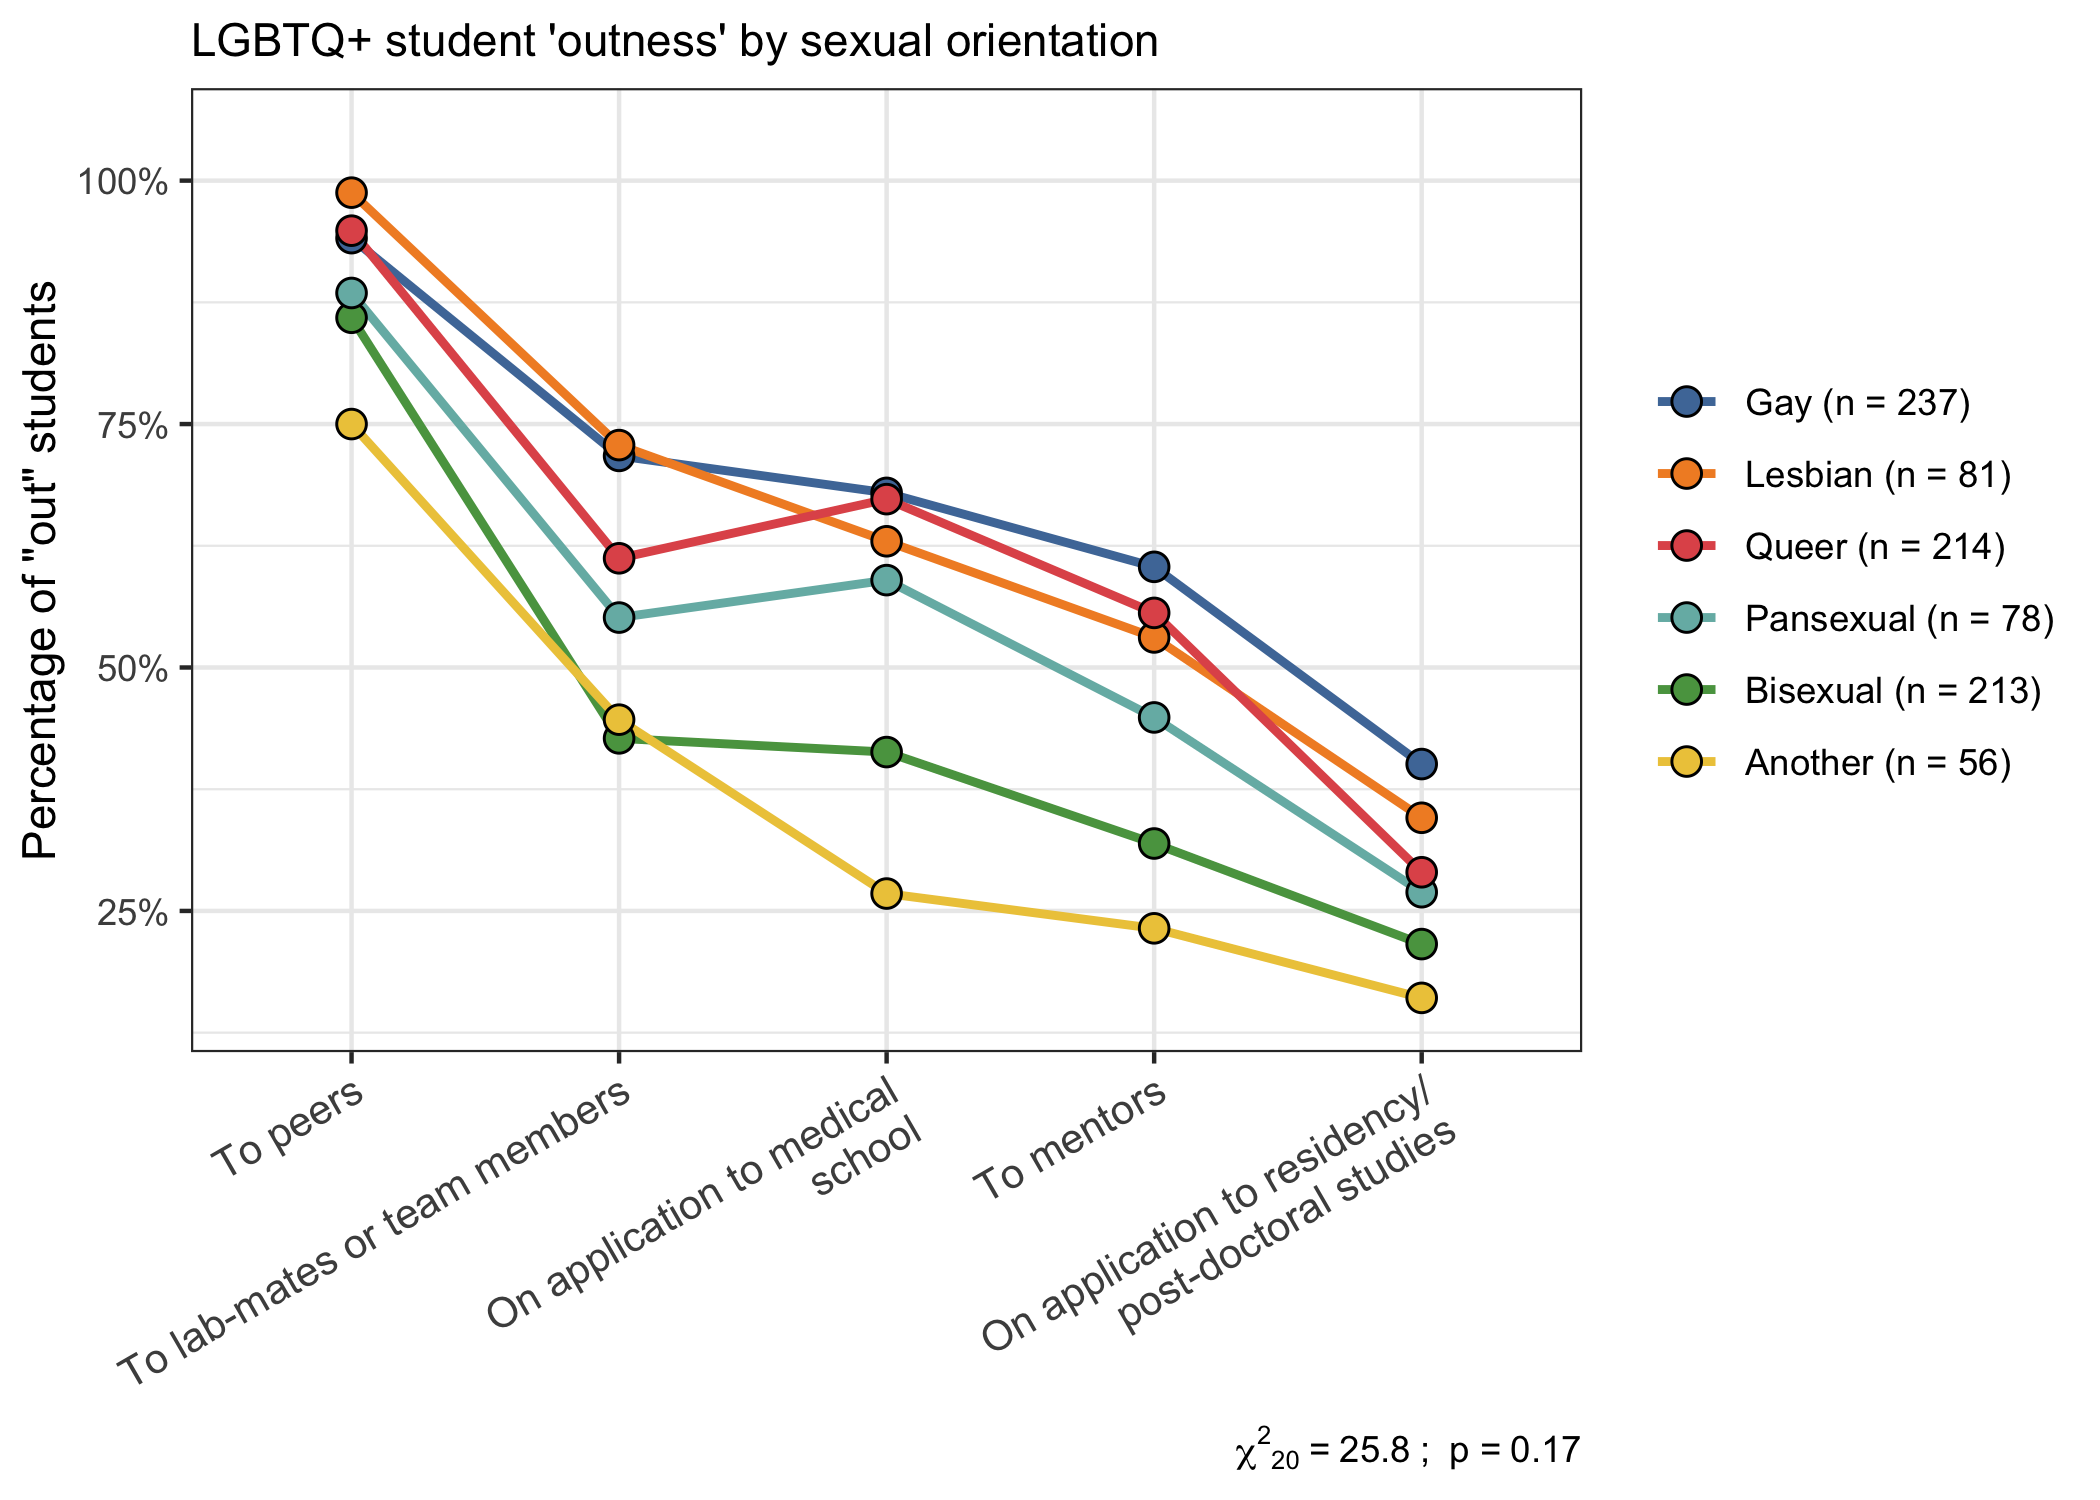 LGBTQ+ student 'outness' by sexual orientation
Percentage of "out" students
100%
75%
50%
25%
To peers
To lab-mates or team members
On application to medical
school
To mentors
On application to residency/
post-doctoral studies
Gay (n = 237)
Lesbian (n = 81)
Queer (n = 214)
Pansexual (n = 78)
Bisexual (n = 213)
Another (n = 56)
χ²₂₀ = 25.8 ; p = 0.17